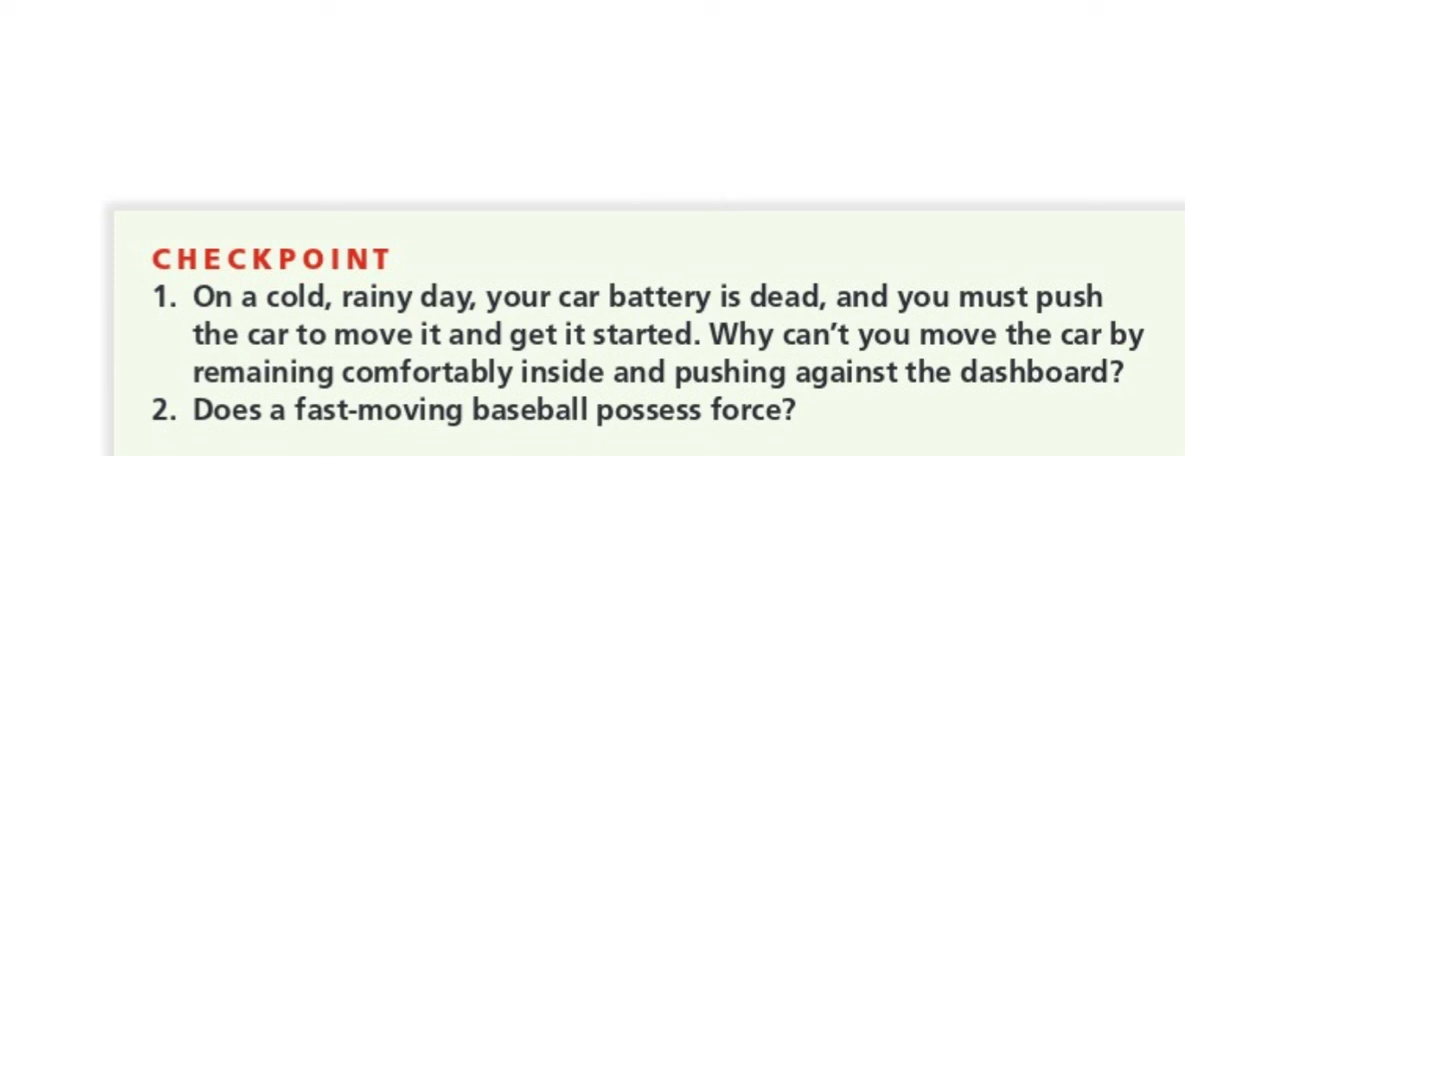 CHECKPOINT
1. On a cold, rainy day, your car battery is dead, and you must push
the car to move it and get it started. Why can’t you move the car by
remaining comfortably inside and pushing against the dashboard?
2. Does a fast-moving baseball possess force?